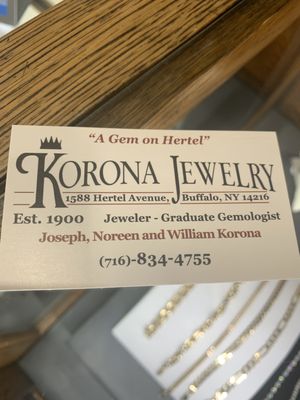 "A Gem on Hertel"
KORONA JEWELRY
1588 Hertel Avenue, Buffalo, NY 14216
Est. 1900 Jeweler - Graduate Gemologist
Joseph, Noreen and William Korona
(716)-834-4755